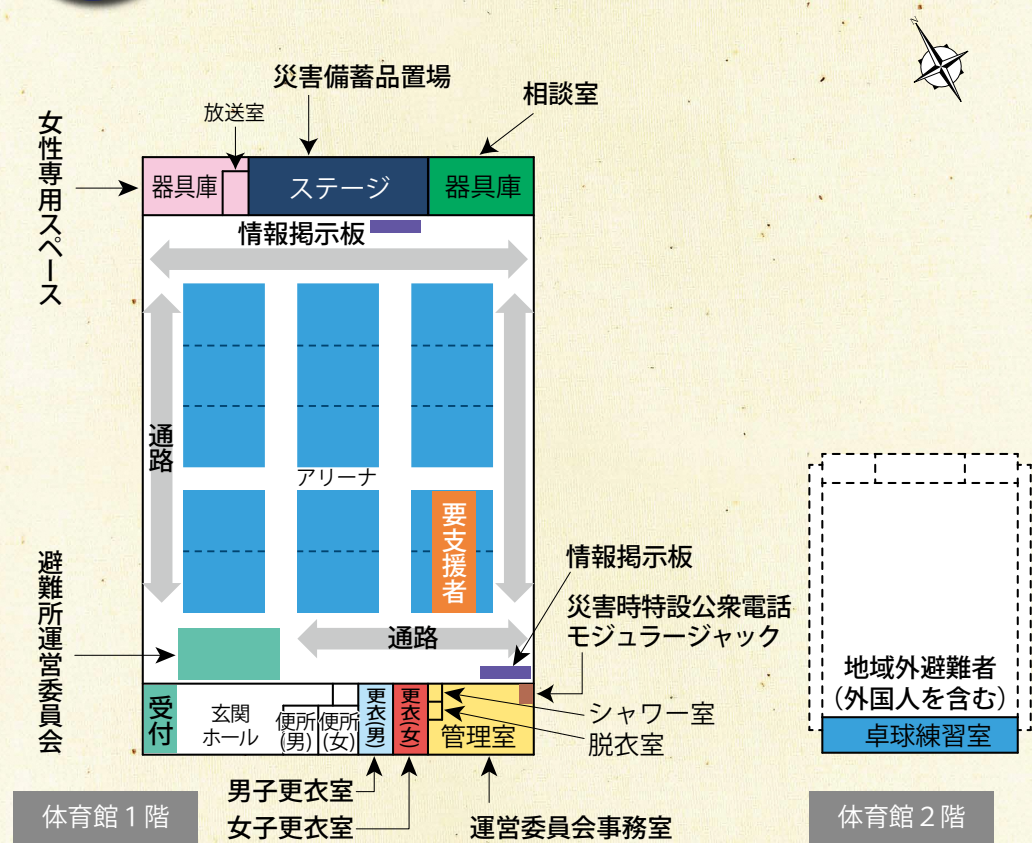 N
災害備蓄品置場
相談室
放送室
女性専用スペース
器具庫
ステージ
器具庫
情報掲示板
通路
アリーナ
要支援者
避難所運営委員会
情報掲示板
災害時特設公衆電話
モジュラージャック
通路
受付
玄関
ホール
便所
(男)
便所
(女)
更衣(男)
更衣(女)
管理室
シャワー室
脱衣室
地域外避難者
（外国人を含む）
卓球練習室
男子更衣室
女子更衣室
運営委員会事務室
体育館１階
体育館２階